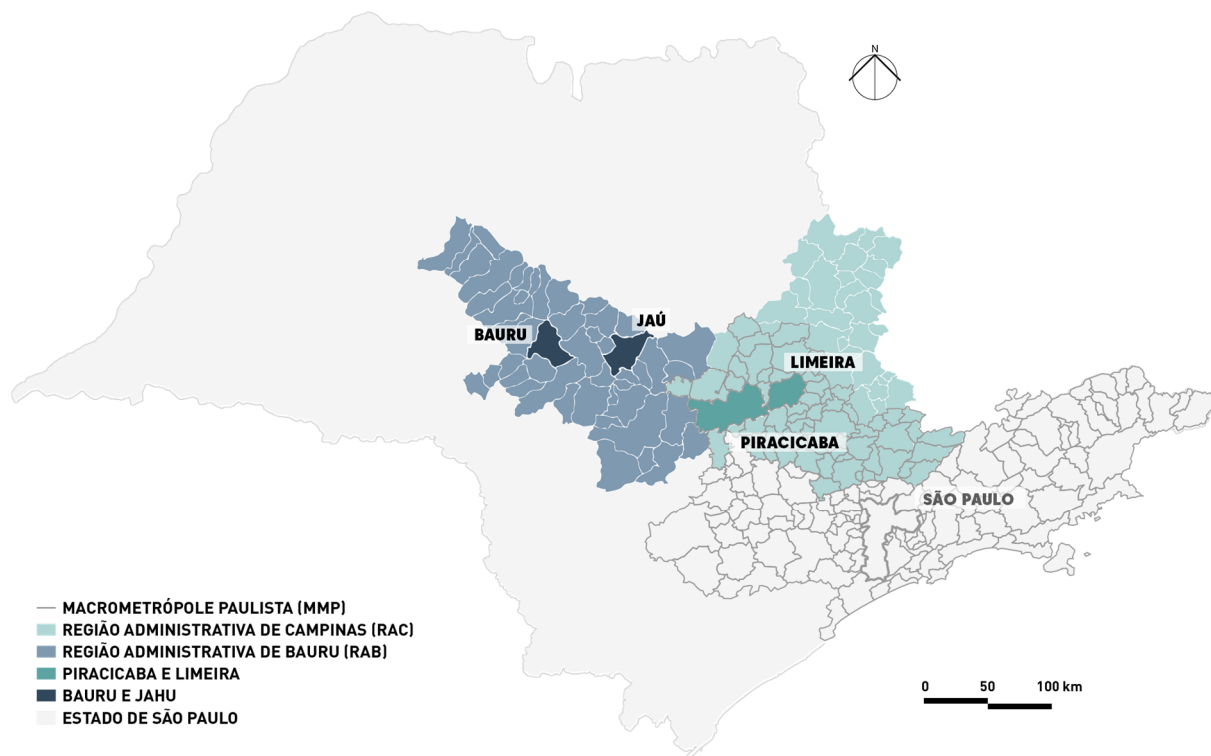 N
JAÚ
BAURU
LIMEIRA
PIRACICABA
SÃO PAULO
MACROMETRÓPOLE PAULISTA (MMP)
REGIÃO ADMINISTRATIVA DE CAMPINAS (RAC)
REGIÃO ADMINISTRATIVA DE BAURU (RAB)
PIRACICABA E LIMEIRA
BAURU E JAHU
ESTADO DE SÃO PAULO
0 50 100 km